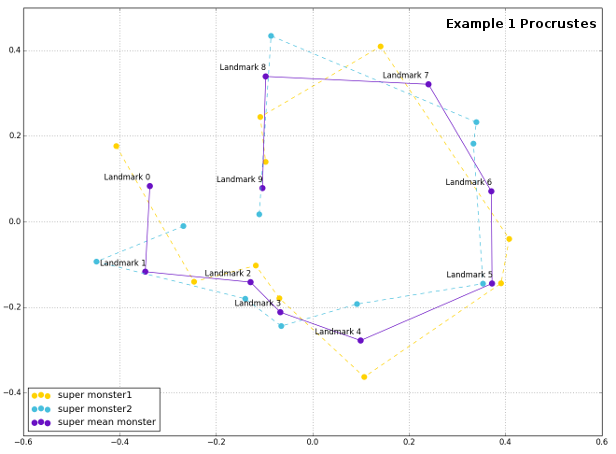 Example 1 Procrustes
0.4
0.2
0.0
−0.2
−0.4
Landmark 8
Landmark 7
Landmark 0
Landmark 9
Landmark 6
Landmark 1
Landmark 2
Landmark 5
Landmark 3
Landmark 4
super monster1
super monster2
super mean monster
−0.6 −0.4 −0.2 0.0 0.2 0.4 0.6